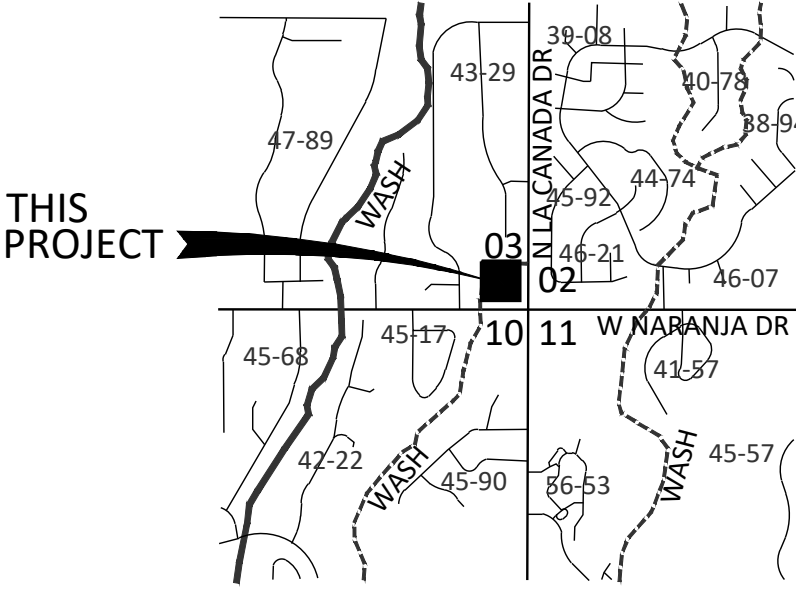 39-08
43-29
40-78
38-94
47-89
N LA CANADA DR
WASH
44-74
45-92
THIS
PROJECT
03
46-21
02
46-07
10
11
W NARANJA DR
45-17
45-68
41-57
42-22
WASH
45-90
56-53
WASH
45-57